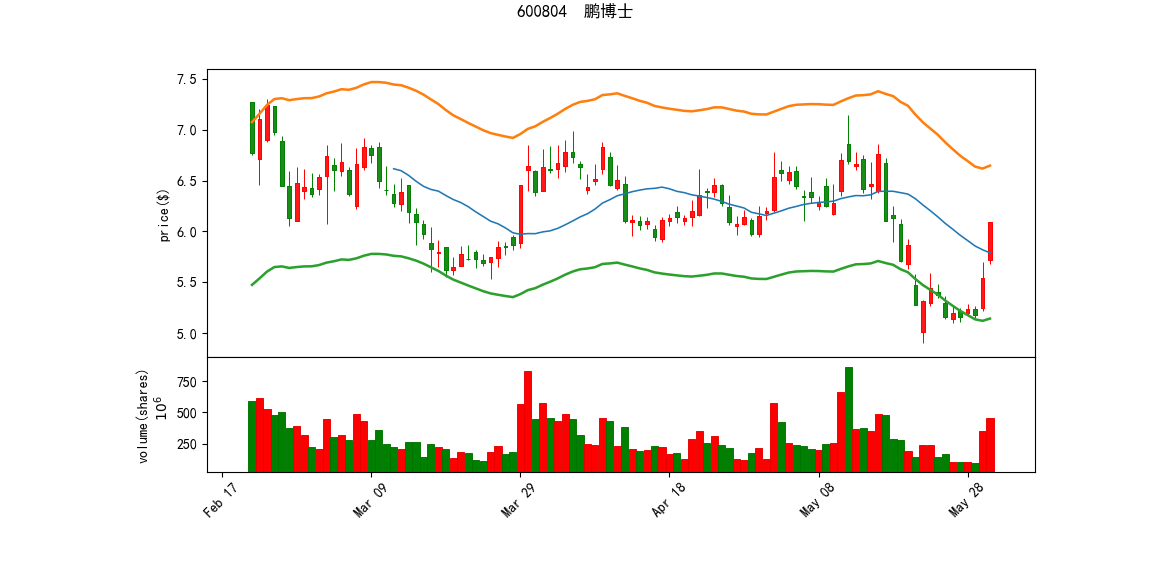 600804 鹏博士
7.5
7.0
6.5
6.0
5.5
5.0
price($)
750
500
250
volume(shares)
10^6
Feb 17
Mar 09
Mar 29
Apr 18
May 08
May 28